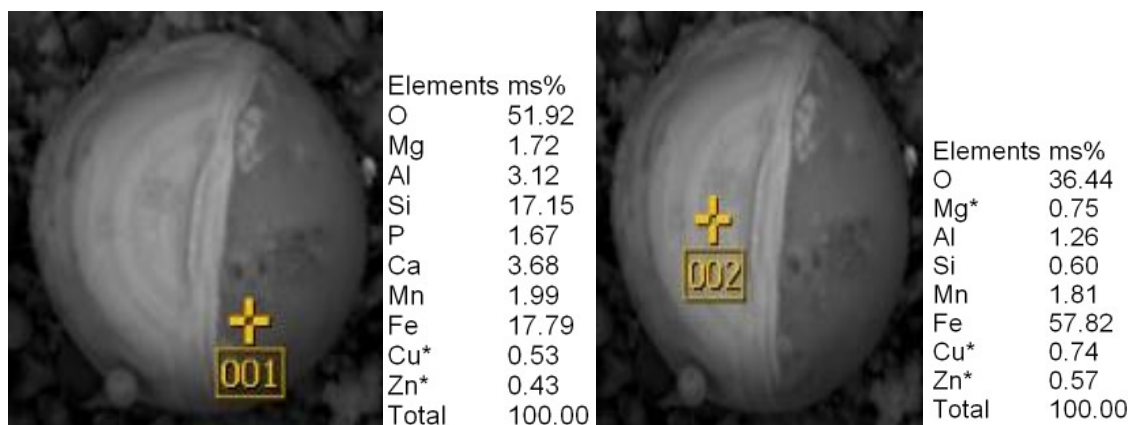 Elements ms%
O 51.92
Mg 1.72
Al 3.12
Si 17.15
P 1.67
Ca 3.68
Mn 1.99
Fe 17.79
Cu* 0.53
Zn* 0.43
Total 100.00
001
Elements ms%
O 36.44
Mg* 0.75
Al 1.26
Si 0.60
Mn 1.81
Fe 57.82
Cu* 0.74
Zn* 0.57
Total 100.00
002